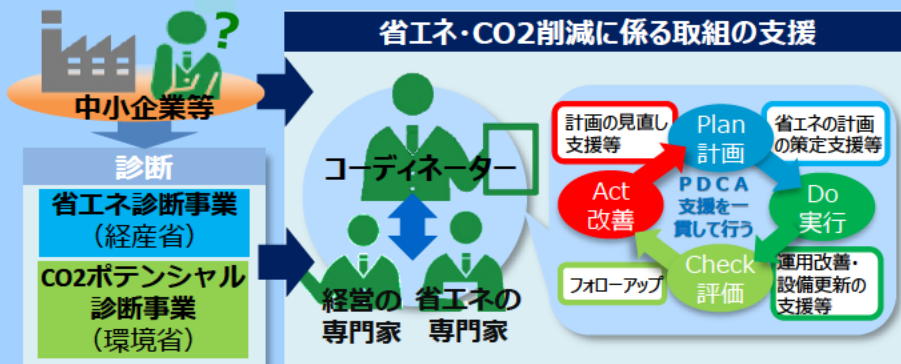 ?
中小企業等
診断
省エネ診断事業
（経産省）
CO2ポテンシャル
診断事業
（環境省）
省エネ・CO2削減に係る取組の支援
コーディネーター
経営の
専門家
省エネの
専門家
計画の見直し
支援等
Plan
計画
省エネの計画
の策定支援等
Act
改善
PDCA
支援を一
貫して行う
Do
実行
フォローアップ
Check
評価
運用改善・
設備更新の
支援等